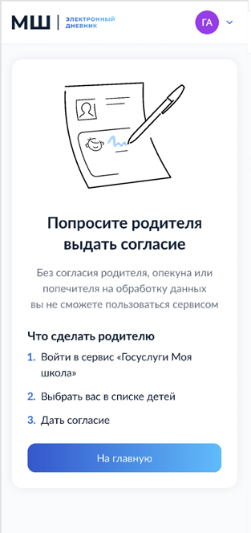 МШ ЭЛЕКТРОННЫЙ ДНЕВНИК ГА
Попросите родителя
выдать согласие
Без согласия родителя, опекуна или
попечителя на обработку данных
вы не сможете пользоваться сервисом
Что сделать родителю
1. Войти в сервис «Госуслуги Моя
школа»
2. Выбрать вас в списке детей
3. Дать согласие
На главную